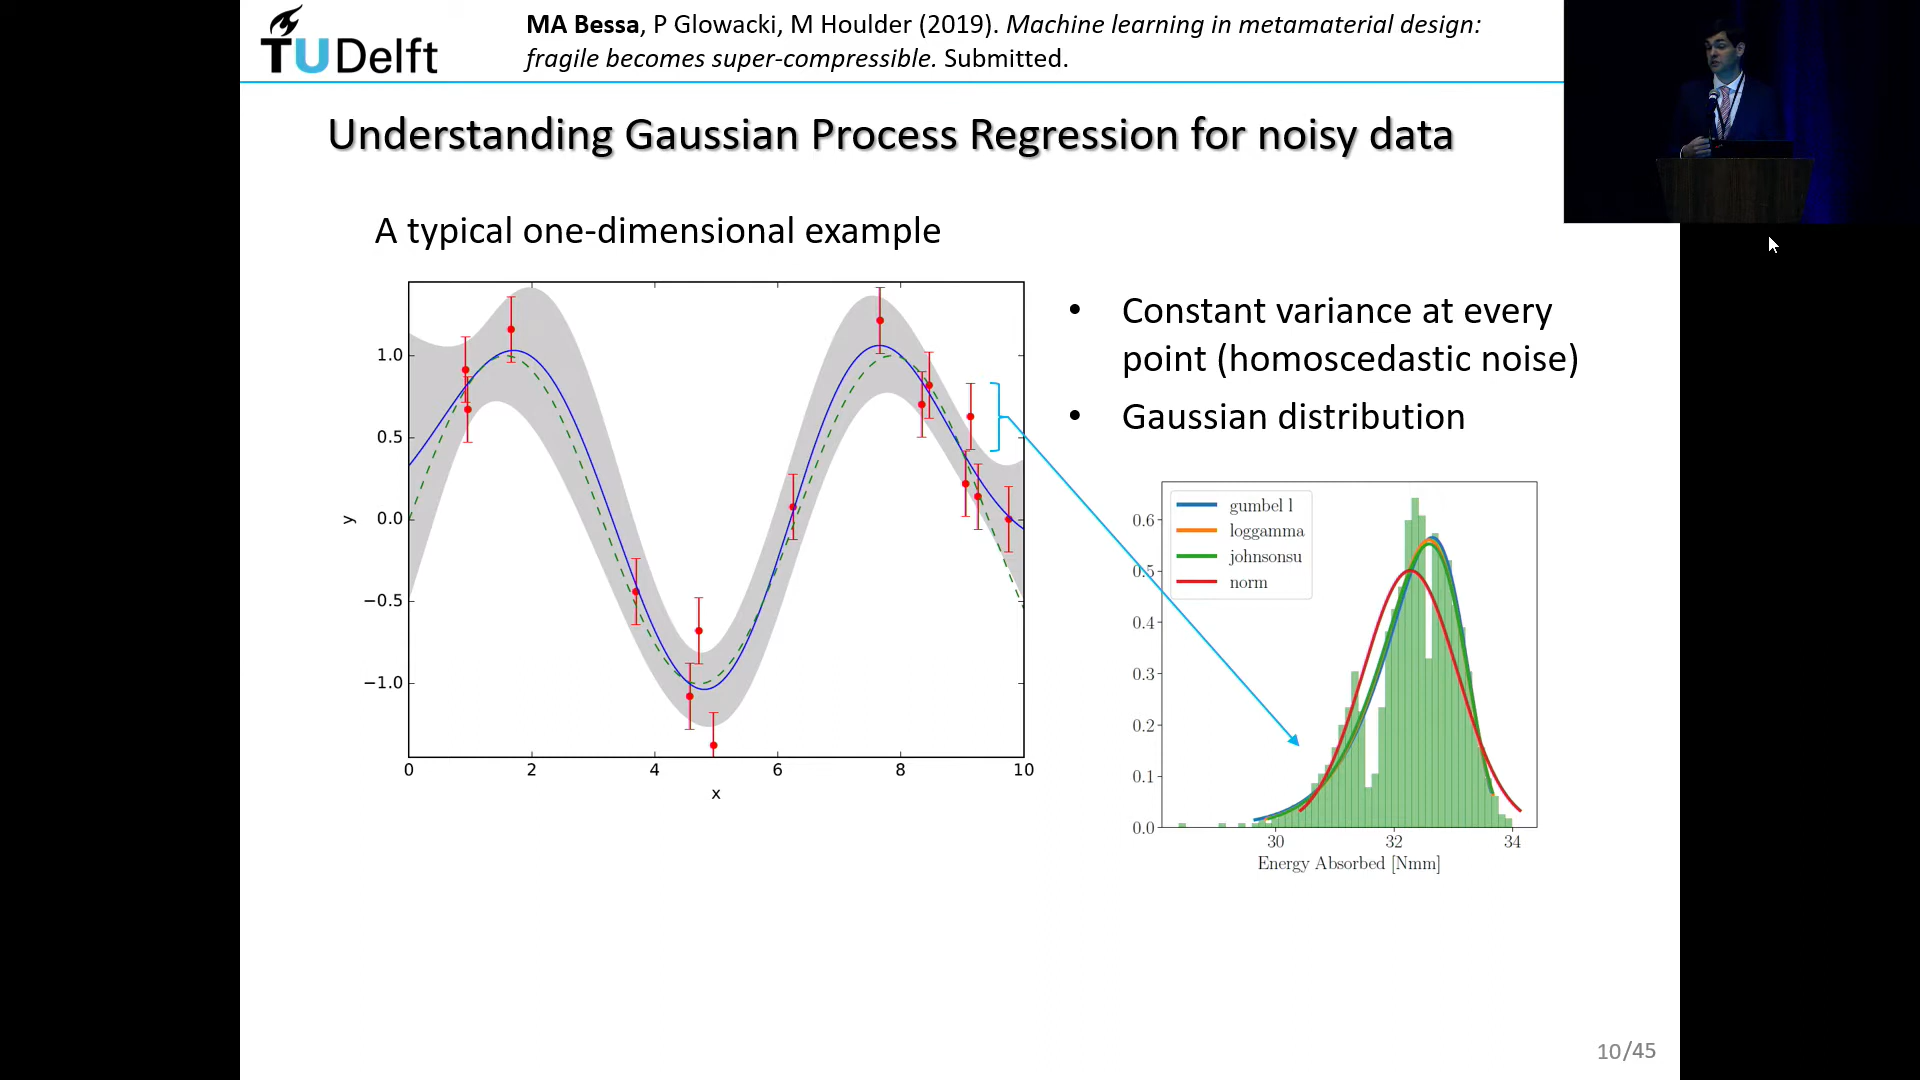 TUDelft
MA Bessa, P Glowacki, M Houlder (2019). Machine learning in metamaterial design:
fragile becomes super-compressible. Submitted.
Understanding Gaussian Process Regression for noisy data
A typical one-dimensional example
1.0
0.5
0.0
−0.5
−1.0
y
0 2 4 6 8 10
x
• Constant variance at every
point (homoscedastic noise)
• Gaussian distribution
gumbel l
loggamma
johnsonsu
norm
0.6
0.5
0.4
0.3
0.2
0.1
0.0
30 32 34
Energy Absorbed [Nmm]
10/45